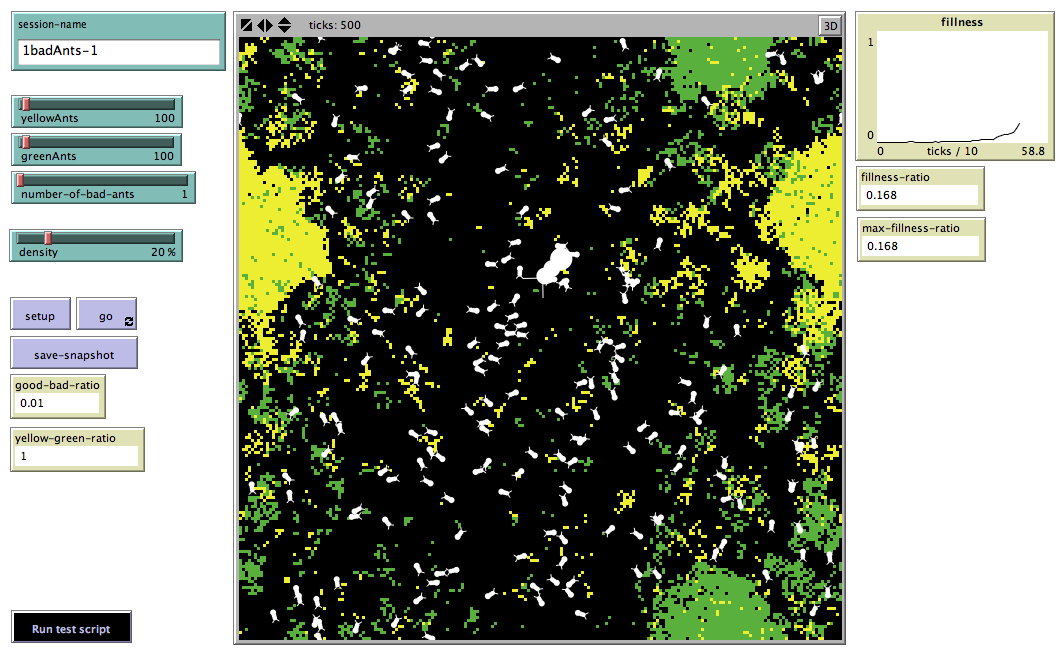 session-name
1badAnts-1
yellowAnts 100
greenAnts 100
number-of-bad-ants 1
density 20 %
setup
go
save-snapshot
good-bad-ratio
0.01
yellow-green-ratio
1
Run test script
ticks: 500
3D
fillness
1
0
0 ticks / 10 58.8
fillness-ratio
0.168
max-fillness-ratio
0.168